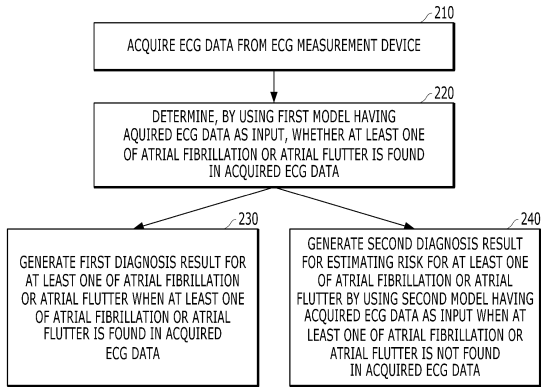 210
ACQUIRE ECG DATA FROM ECG MEASUREMENT DEVICE
220
DETERMINE, BY USING FIRST MODEL HAVING
AQUIRED ECG DATA AS INPUT, WHETHER AT LEAST ONE
OF ATRIAL FIBRILLATION OR ATRIAL FLUTTER IS FOUND
IN ACQUIRED ECG DATA
230
GENERATE FIRST DIAGNOSIS RESULT FOR
AT LEAST ONE OF ATRIAL FIBRILLATION
OR ATRIAL FLUTTER WHEN AT LEAST ONE
OF ATRIAL FIBRILLATION OR ATRIAL
FLUTTER IS FOUND IN ACQUIRED
ECG DATA
240
GENERATE SECOND DIAGNOSIS RESULT
FOR ESTIMATING RISK FOR AT LEAST ONE
OF ATRIAL FIBRILLATION OR ATRIAL
FLUTTER BY USING SECOND MODEL HAVING
ACQUIRED ECG DATA AS INPUT WHEN AT
LEAST ONE OF ATRIAL FIBRILLATION OR
ATRIAL FLUTTER IS NOT FOUND
IN ACQUIRED ECG DATA